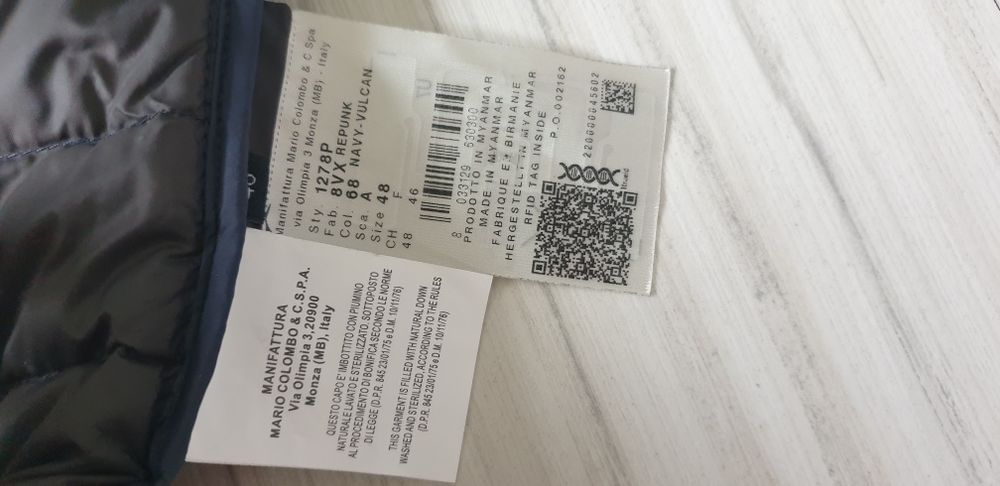 Manifattura Mario Colombo & C Spa
via Olimpia 3 Monza (MB) - Italy
Sty. 1278P
Fab. 8VX REPUNK
Col. 68 NAVY-VULCAN
Sca. A
Size 48
CH F
48 46
8 033129 630300
PRODOTTO IN MYANMAR
MADE IN MYANMAR
FABRIQUE EN BIRMANIE
HERGESTELLT IN MYANMAR
RFID TAG INSIDE
P.O.002162
2200000045602
MANIFATTURA
MARIO COLOMBO & C.S.P.A.
Via Olimpia 3,20900
Monza (MB), Italy
QUESTO CAPO E' IMBOTTITO CON PIUMINO
NATURALE LAVATO E STERILIZZATO, SOTTOPOSTO
AL PROCEDIMENTO DI BONIFICA SECONDO LE NORME
DI LEGGE (D.P.R. 845 23/01/75 e D.M. 10/11/76)
THIS GARMENT IS FILLED WITH NATURAL DOWN
WASHED AND STERILIZED, ACCORDING TO THE RULES
(D.P.R. 845 23/01/75 e D.M. 10/11/76)